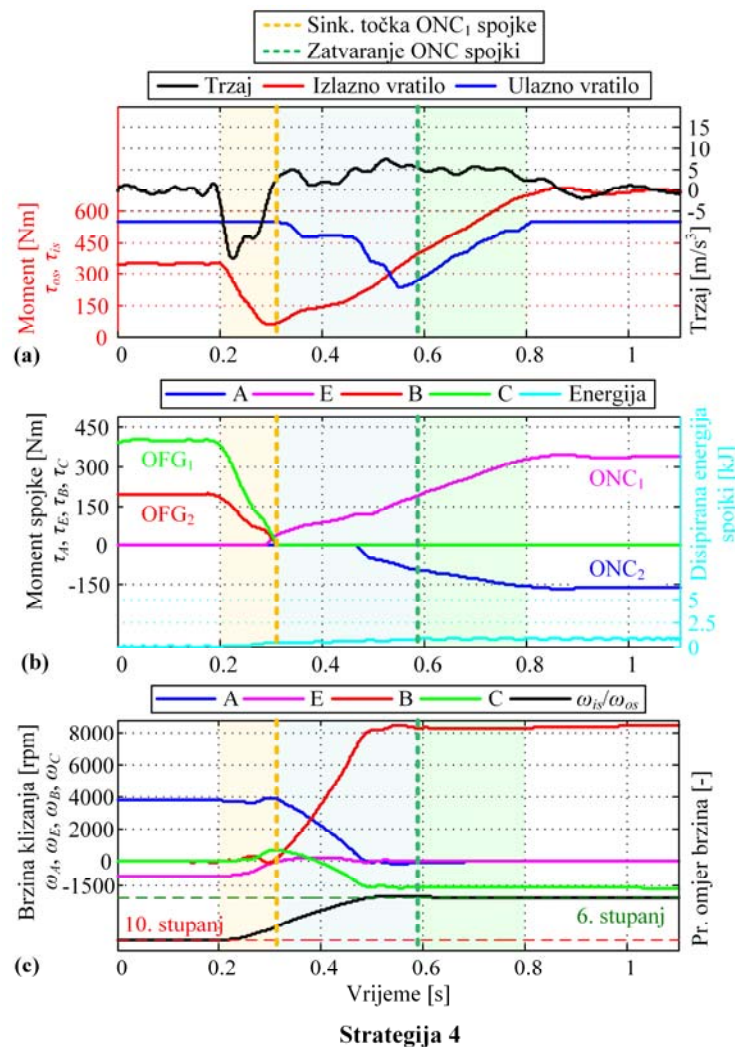 Sink. točka ONC₁ spojke
Zatvaranje ONC spojki
Trzaj Izlazno vratilo Ulazno vratilo
Moment [Nm]
τos, τis
600
450
300
150
0
15
10
5
0
-5
Trzaj [m/s³]
(a)
0 0.2 0.4 0.6 0.8 1
A E B C Energija
Moment spojke [Nm]
τA, τE, τB, τC
450
300
150
0
-150
OFG₁
OFG₂
ONC₁
ONC₂
Disipirana energija
spojki [kJ]
5
2.5
0
(b)
0 0.2 0.4 0.6 0.8 1
A E B C ωis/ωos
Brzina klizanja [rpm]
ωA, ωE, ωB, ωC
8000
6000
4000
2000
0
-1500
10. stupanj
6. stupanj
Pr. omjer brzina [-]
(c)
0 0.2 0.4 0.6 0.8 1
Vrijeme [s]
Strategija 4